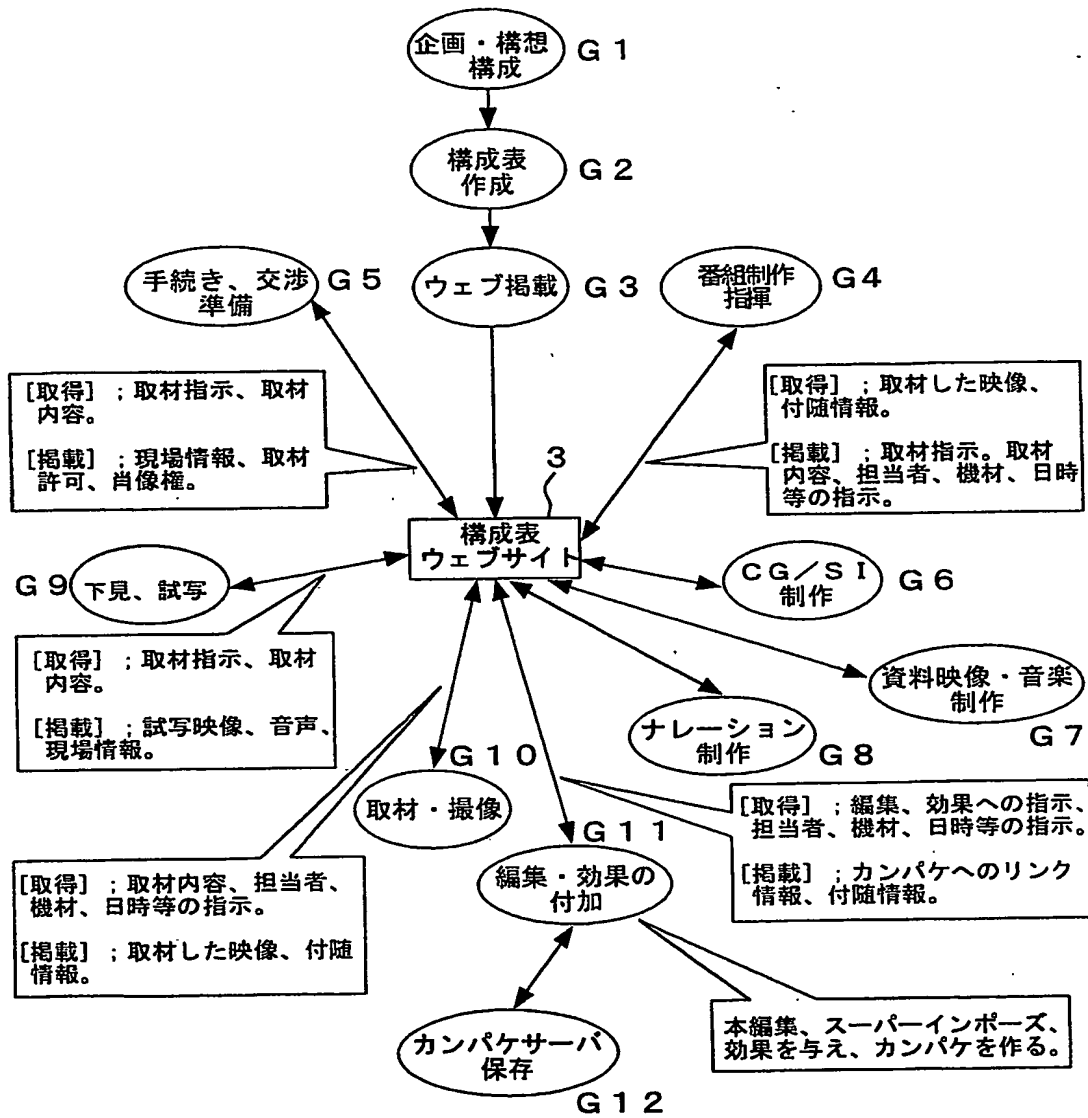 企画・構想
構成
G1
構成表
作成
G2
手続き、交渉
準備
G5
ウェブ掲載
G3
番組制作
指揮
G4
[取得] ;取材指示、取材
内容。
[掲載] ;現場情報、取材
許可、肖像権。
[取得] ;取材した映像、
付随情報。
[掲載] ;取材指示。取材
内容、担当者、機材、日時
等の指示。
3
構成表
ウェブサイト
G9
下見、試写
CG/SI
制作
G6
[取得] ;取材指示、取材
内容。
[掲載] ;試写映像、音声、
現場情報。
資料映像・音楽
制作
G7
ナレーション
制作
G8
G10
取材・撮像
[取得] ;編集、効果への指示、
担当者、機材、日時等の指示。
[掲載] ;カンパケへのリンク
情報、付随情報。
G11
編集・効果の
付加
[取得] ;取材内容、担当者、
機材、日時等の指示。
[掲載] ;取材した映像、付随
情報。
本編集、スーパーインポーズ、
効果を与え、カンパケを作る。
カンパケサーバ
保存
G12